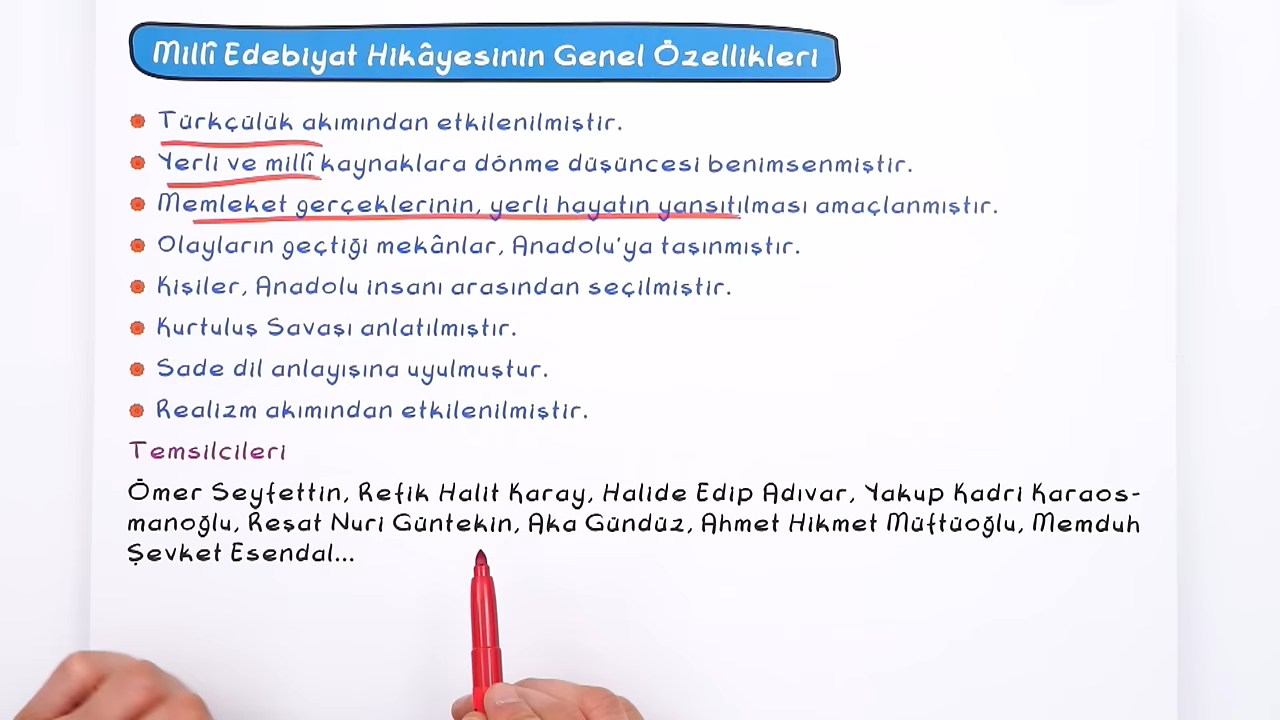 Millî Edebiyat Hikâyesinin Genel Özellikleri
Türkçülük akımından etkilenilmiştir.
Yerli ve millî kaynaklara dönme düşüncesi benimsenmiştir.
Memleket gerçeklerinin, yerli hayatın yansıtılması amaçlanmıştır.
Olayların geçtiği mekânlar, Anadolu'ya taşınmıştır.
Kişiler, Anadolu insanı arasından seçilmiştir.
Kurtuluş Savaşı anlatılmıştır.
Sade dil anlayışına uyulmuştur.
Realizm akımından etkilenilmiştir.
Temsilcileri
Ömer Seyfettin, Refik Halit Karay, Halide Edip Adıvar, Yakup Kadri Karaos-
manoğlu, Reşat Nuri Güntekin, Aka Gündüz, Ahmet Hikmet Müftüoğlu, Memduh
Şevket Esendal...